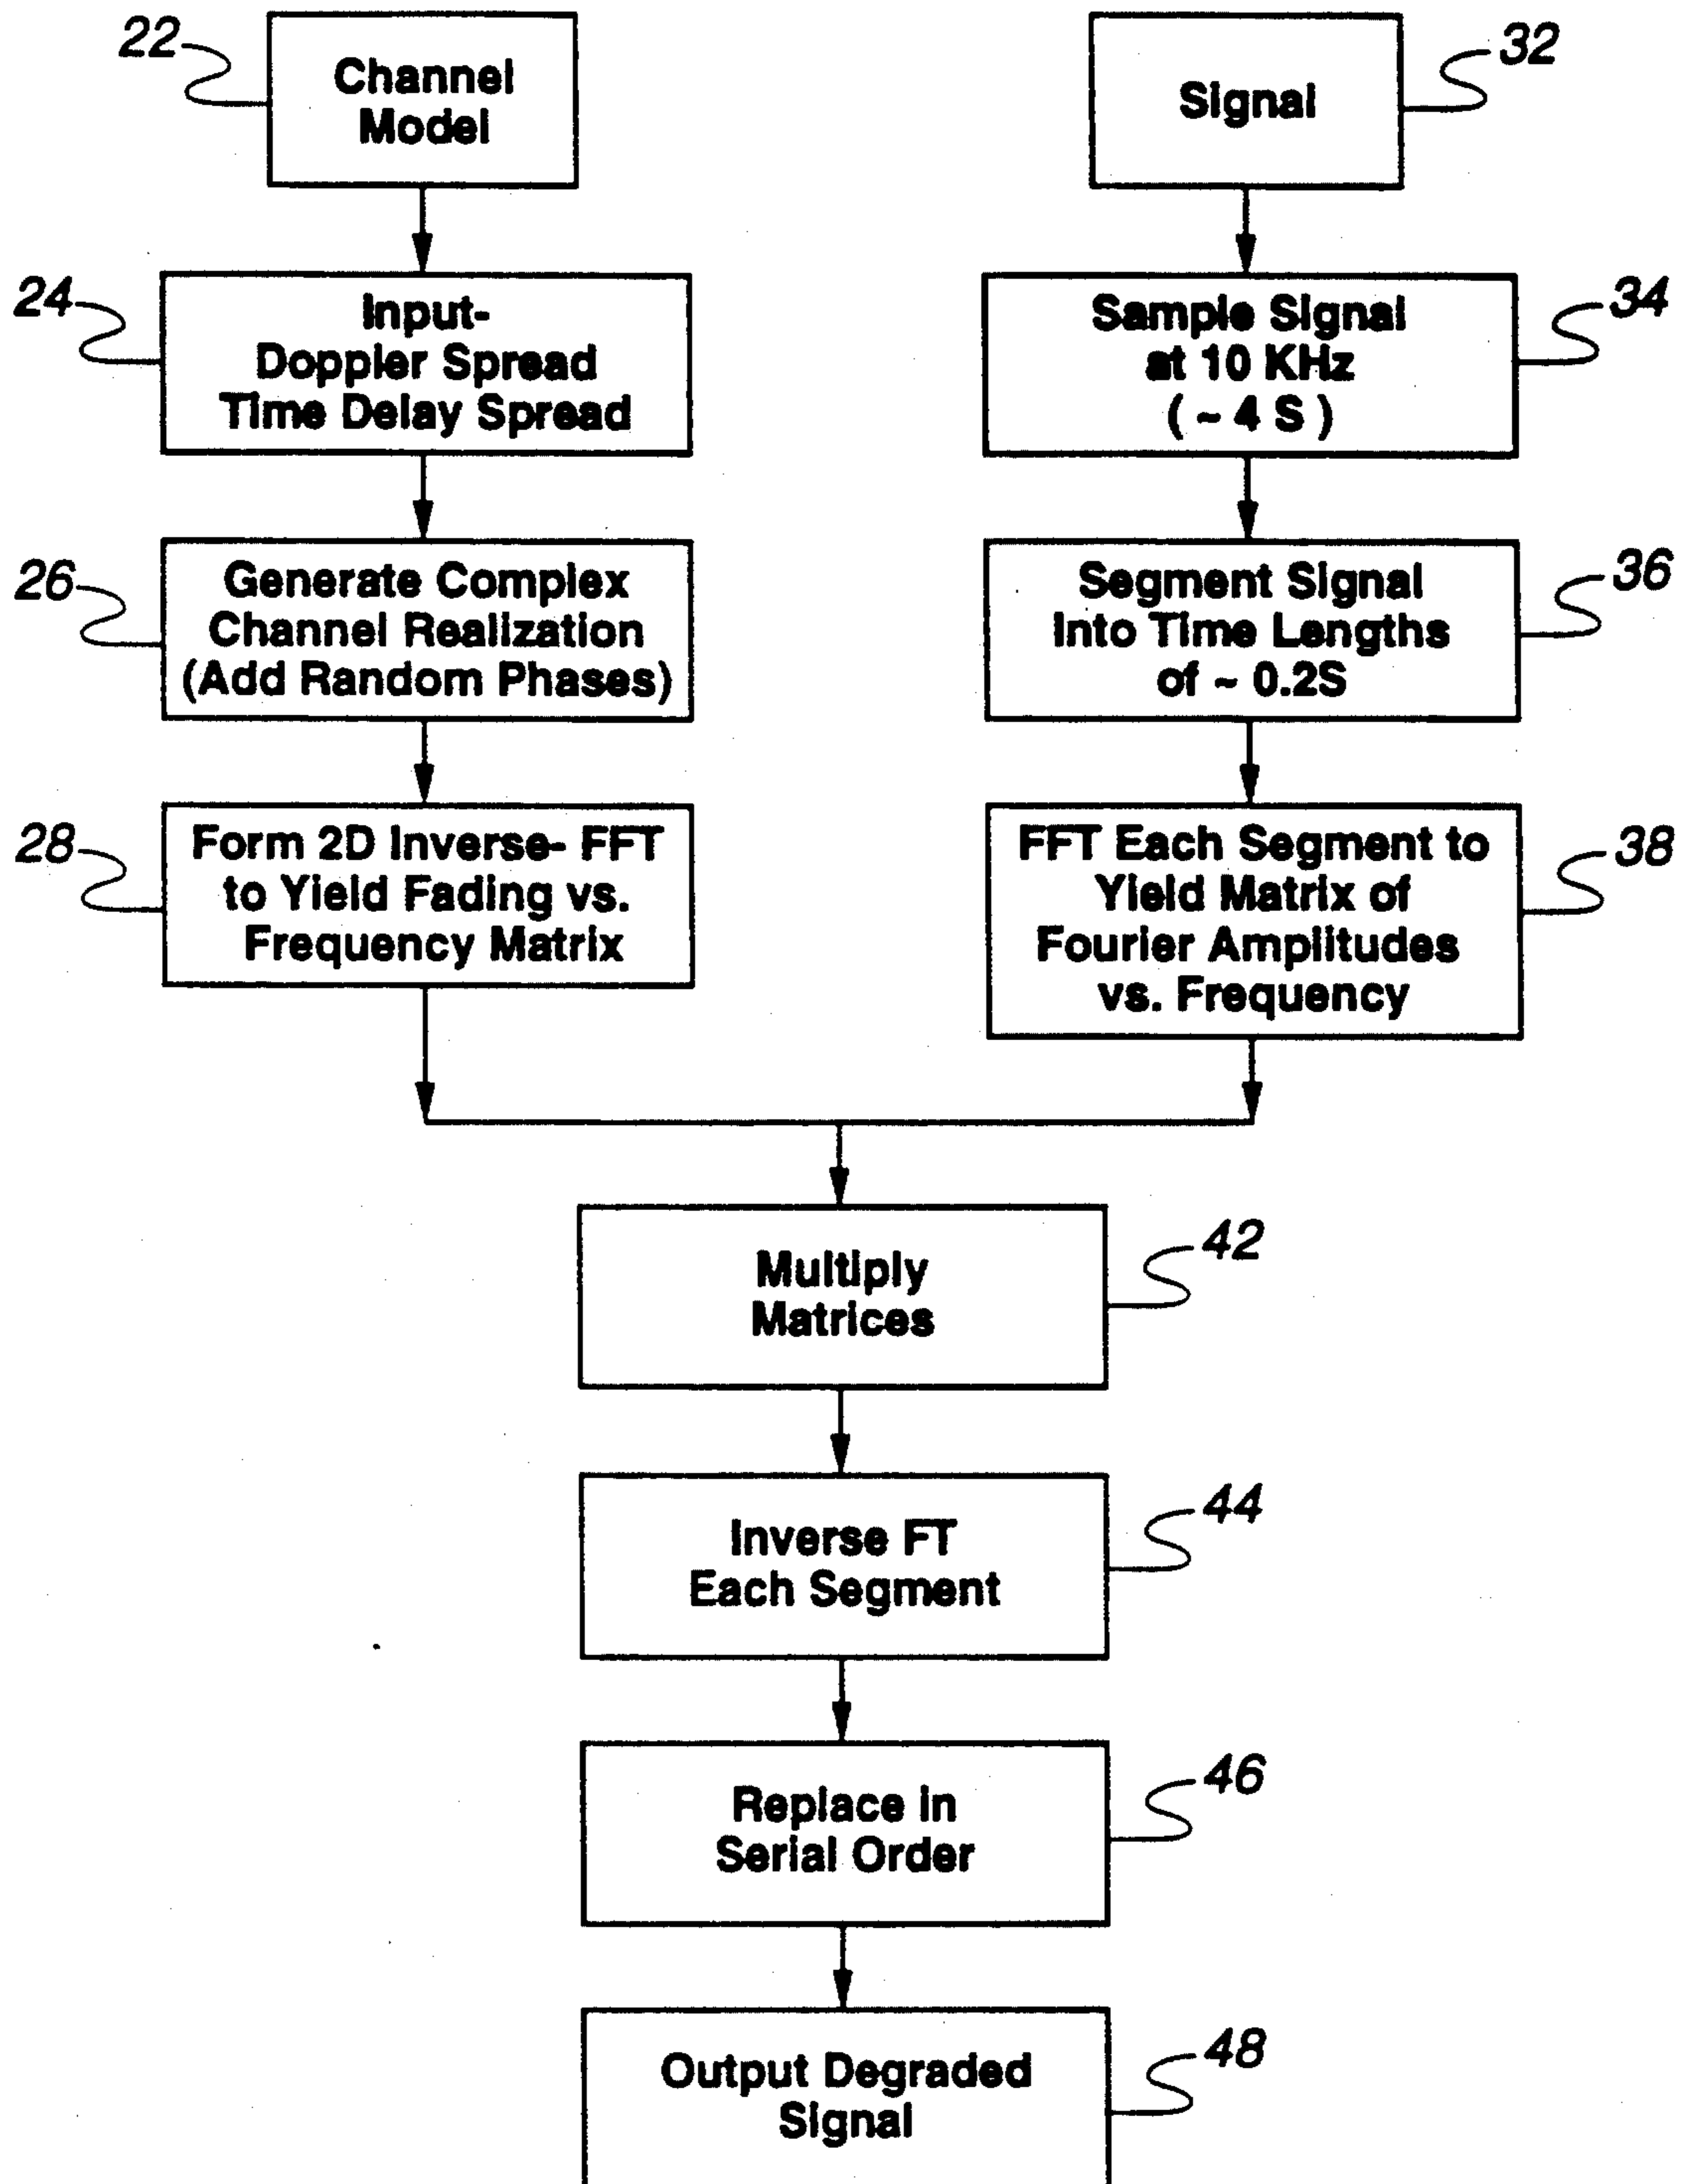 22
Channel
Model
32
Signal
24
Input-
Doppler Spread
Time Delay Spread
34
Sample Signal
at 10 KHz
( ~ 4 S )
26
Generate Complex
Channel Realization
(Add Random Phases)
36
Segment Signal
Into Time Lengths
of ~ 0.2S
28
Form 2D Inverse- FFT
to Yield Fading vs.
Frequency Matrix
38
FFT Each Segment to
Yield Matrix of
Fourier Amplitudes
vs. Frequency
42
Multiply
Matrices
44
Inverse FT
Each Segment
46
Replace in
Serial Order
48
Output Degraded
Signal